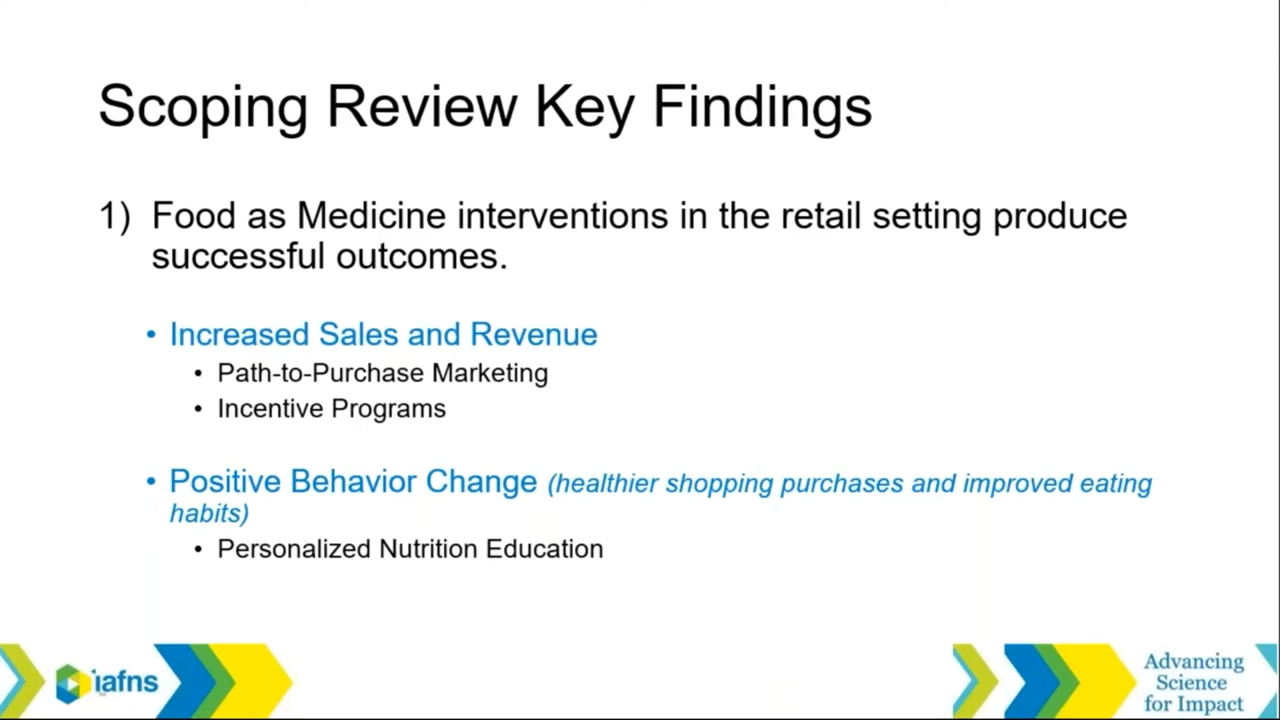 Scoping Review Key Findings
1) Food as Medicine interventions in the retail setting produce
successful outcomes.
• Increased Sales and Revenue
• Path-to-Purchase Marketing
• Incentive Programs
• Positive Behavior Change (healthier shopping purchases and improved eating
habits)
• Personalized Nutrition Education
iafns
Advancing
Science
for Impact